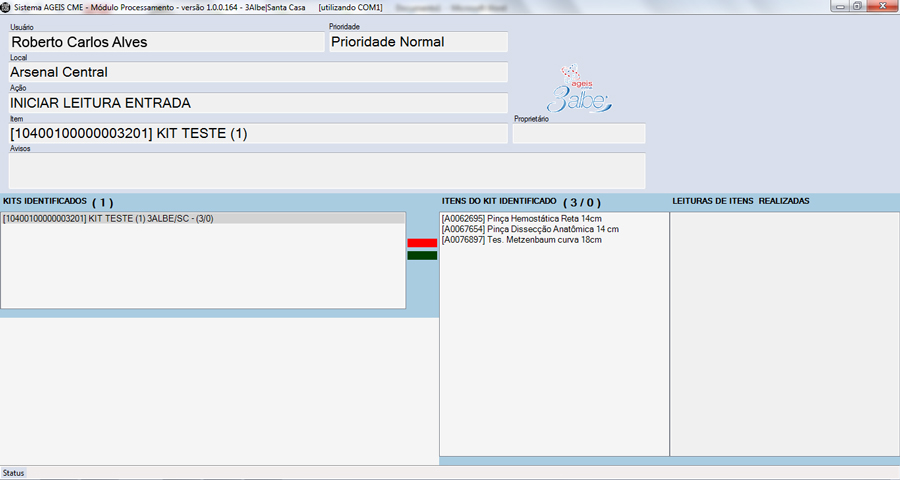 Sistema AGEIS CME - Módulo Processamento - versão 1.0.0.164 - 3Albe|Santa Casa [utilizando COM1]
Usuário
Prioridade
Roberto Carlos Alves
Prioridade Normal
Local
Arsenal Central
Ação
INICIAR LEITURA ENTRADA
ageis
3albe
Item
Proprietário
[10400100000003201] KIT TESTE (1)
Avisos
KITS IDENTIFICADOS ( 1 )
ITENS DO KIT IDENTIFICADO ( 3 / 0 )
LEITURAS DE ITENS REALIZADAS
[10400100000003201] KIT TESTE (1) 3ALBE/SC - (3/0)
[A0062695] Pinça Hemostática Reta 14cm
[A0067654] Pinça Dissecção Anatômica 14 cm
[A0076897] Tes. Metzenbaum curva 18cm
Status